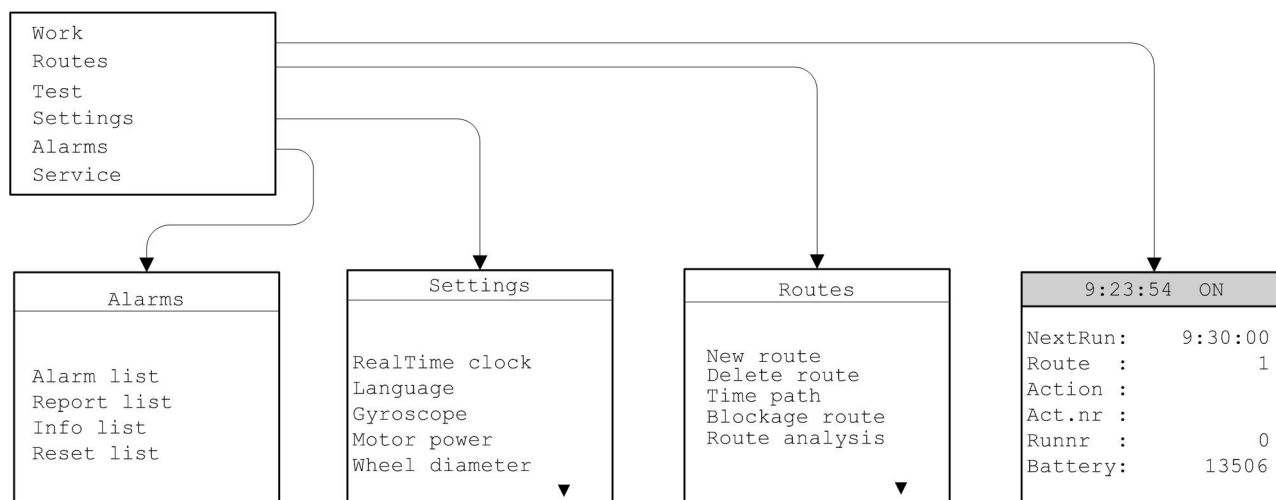 Work
Routes
Test
Settings
Alarms
Service
Alarms
Alarm list
Report list
Info list
Reset list
Settings
RealTime clock
Language
Gyroscope
Motor power
Wheel diameter
▼
Routes
New route
Delete route
Time path
Blockage route
Route analysis
▼
9:23:54 ON
NextRun: 9:30:00
Route : 1
Action :
Act.nr :
Runnr : 0
Battery: 13506